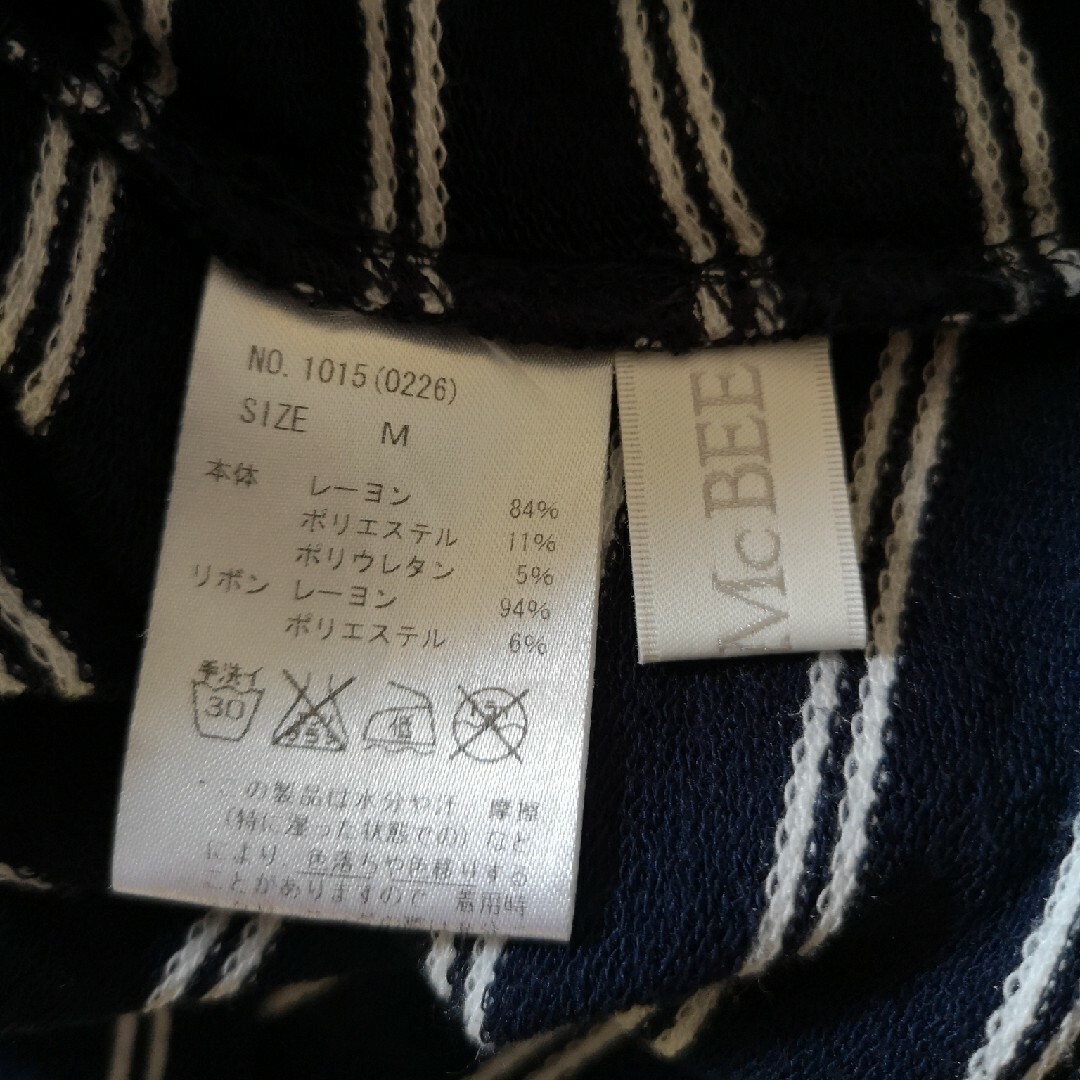 NO. 1015(0226)
SIZE M
本体 レーヨン 84%
ポリエステル 11%
ポリウレタン 5%
リボン レーヨン 94%
ポリエステル 6%
手洗イ
30
低
・この製品は水分や汗 摩擦
(特に湿った状態での)など
により、色落ちや色移りする
ことがありますので 着用時
McBEE